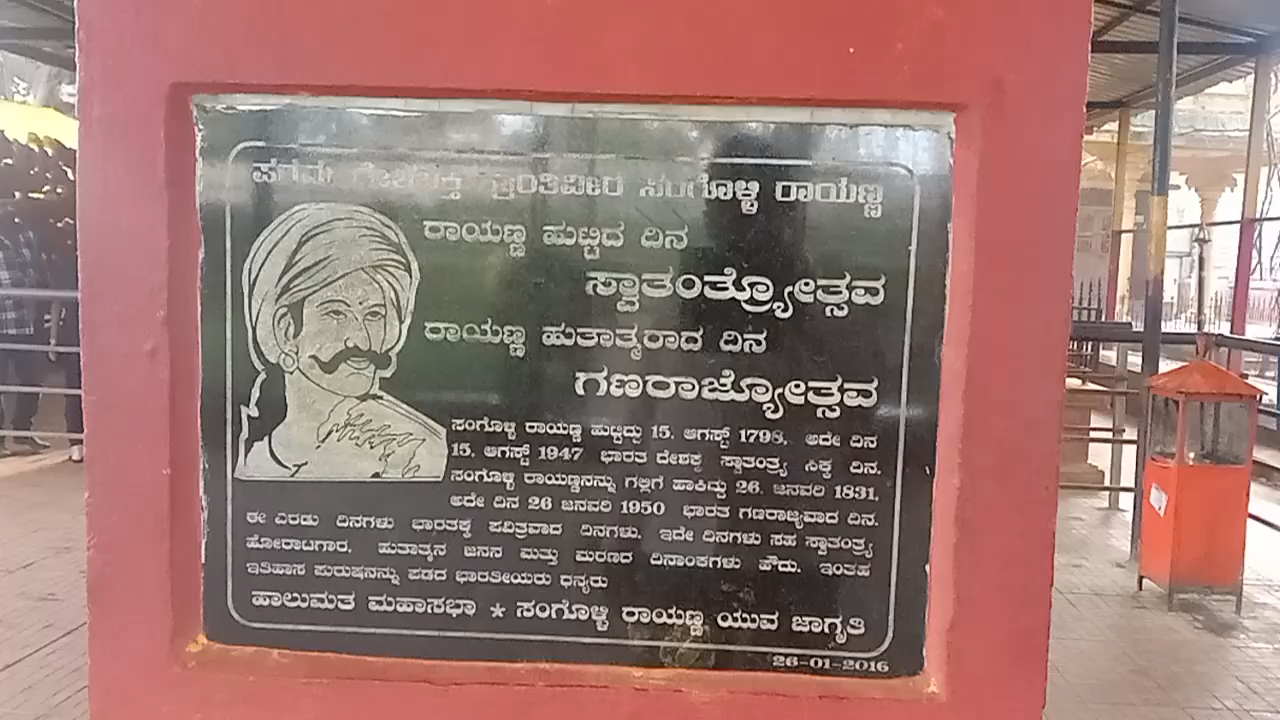 ಪರಮ ದೇಶಭಕ್ತ ಕ್ರಾಂತಿವೀರ ಸಂಗೊಳ್ಳಿ ರಾಯಣ್ಣ
ರಾಯಣ್ಣ ಹುಟ್ಟಿದ ದಿನ
ಸ್ವಾತಂತ್ರ್ಯೋತ್ಸವ
ರಾಯಣ್ಣ ಹುತಾತ್ಮರಾದ ದಿನ
ಗಣರಾಜ್ಯೋತ್ಸವ
ಸಂಗೊಳ್ಳಿ ರಾಯಣ್ಣ ಹುಟ್ಟಿದ್ದು 15. ಆಗಸ್ಟ್ 1798. ಅದೇ ದಿನ
15. ಆಗಸ್ಟ್ 1947 ಭಾರತ ದೇಶಕ್ಕೆ ಸ್ವಾತಂತ್ರ್ಯ ಸಿಕ್ಕ ದಿನ.
ಸಂಗೊಳ್ಳಿ ರಾಯಣ್ಣನನ್ನು ಗಲ್ಲಿಗೆ ಹಾಕಿದ್ದು 26. ಜನವರಿ 1831.
ಅದೇ ದಿನ 26 ಜನವರಿ 1950 ಭಾರತ ಗಣರಾಜ್ಯವಾದ ದಿನ.
ಈ ಎರಡು ದಿನಗಳು ಭಾರತಕ್ಕೆ ಪವಿತ್ರವಾದ ದಿನಗಳು. ಇದೇ ದಿನಗಳು ಸಹ ಸ್ವಾತಂತ್ರ್ಯ
ಹೋರಾಟಗಾರ. ಹುತಾತ್ಮನ ಜನನ ಮತ್ತು ಮರಣದ ದಿನಾಂಕಗಳು ಹೌದು. ಇಂತಹ
ಇತಿಹಾಸ ಪುರುಷನನ್ನು ಪಡೆದ ಭಾರತೀಯರು ಧನ್ಯರು
ಹಾಲುಮತ ಮಹಾಸಭಾ * ಸಂಗೊಳ್ಳಿ ರಾಯಣ್ಣ ಯುವ ಜಾಗೃತಿ
26-01-2016